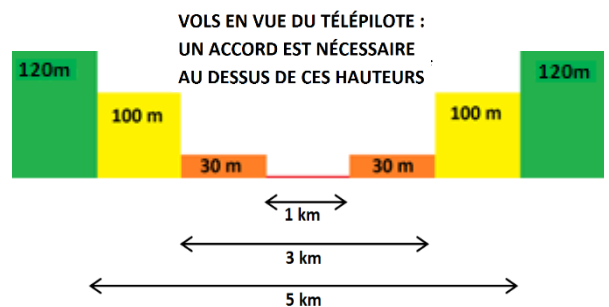 VOLS EN VUE DU TÉLÉPILOTE :
UN ACCORD EST NÉCESSAIRE
AU DESSUS DE CES HAUTEURS
120m
120m
100 m
100 m
30 m
30 m
1 km
3 km
5 km